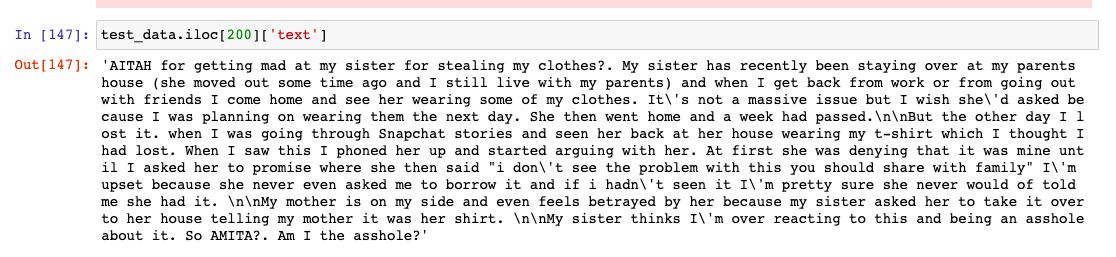 In [147]: test_data.iloc[200]['text']
Out[147]: 'AITAH for getting mad at my sister for stealing my clothes?. My sister has recently been staying over at my parents
house (she moved out some time ago and I still live with my parents) and when I get back from work or from going out
with friends I come home and see her wearing some of my clothes. It\'s not a massive issue but I wish she\'d asked be
cause I was planning on wearing them the next day. She then went home and a week had passed.\n\nBut the other day I l
ost it. when I was going through Snapchat stories and seen her back at her house wearing my t-shirt which I thought I
had lost. When I saw this I phoned her up and started arguing with her. At first she was denying that it was mine unt
il I asked her to promise where she then said "i don\'t see the problem with this you should share with family" I\'m
upset because she never even asked me to borrow it and if i hadn\'t seen it I\'m pretty sure she never would of told
me she had it. \n\nMy mother is on my side and even feels betrayed by her because my sister asked her to take it over
to her house telling my mother it was her shirt. \n\nMy sister thinks I\'m over reacting to this and being an asshole
about it. So AMITA?. Am I the asshole?'